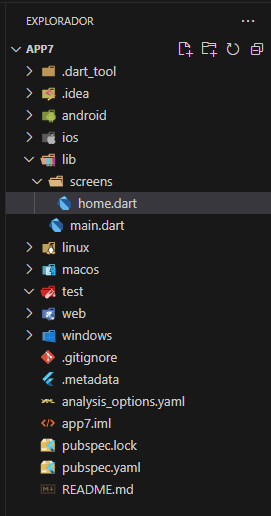 EXPLORADOR
APP7
.dart_tool
.idea
android
ios
lib
screens
home.dart
main.dart
linux
macos
test
web
windows
.gitignore
.metadata
analysis_options.yaml
app7.iml
pubspec.lock
pubspec.yaml
README.md